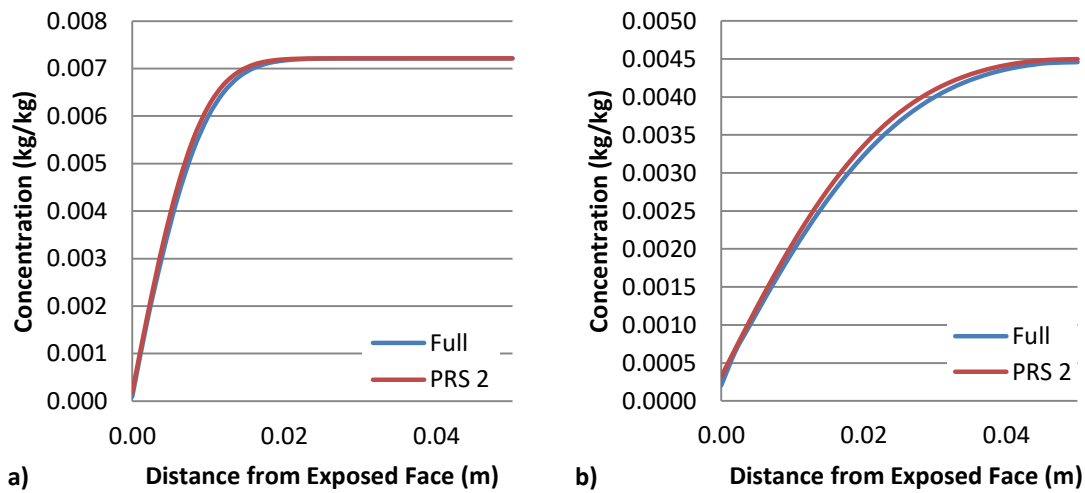 0.008
0.007
0.006
0.005
0.004
0.003
0.002
0.001
0.000
Concentration (kg/kg)
Full
PRS 2
0.00 0.02 0.04
a) Distance from Exposed Face (m)
0.0050
0.0045
0.0040
0.0035
0.0030
0.0025
0.0020
0.0015
0.0010
0.0005
0.0000
Concentration (kg/kg)
Full
PRS 2
0.00 0.02 0.04
b) Distance from Exposed Face (m)